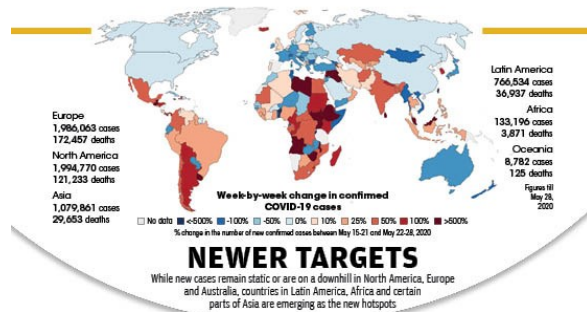 Europe
1,986,063 cases
172,457 deaths
North America
1,994,770 cases
121,233 deaths
Asia
1,079,861 cases
29,653 deaths
Latin America
766,534 cases
36,937 deaths
Africa
133,196 cases
3,871 deaths
Oceania
8,782 cases
125 deaths
Figures till
May 28,
2020
Week-by-week change in confirmed
COVID-19 cases
No data <-500% -100% -50% 0% 10% 25% 50% 100% >500%
% change in the number of new confirmed cases between May 15-21 and May 22-28, 2020
NEWER TARGETS
While new cases remain static or are on a downhill in North America, Europe
and Australia, countries in Latin America, Africa and certain
parts of Asia are emerging as the new hotspots